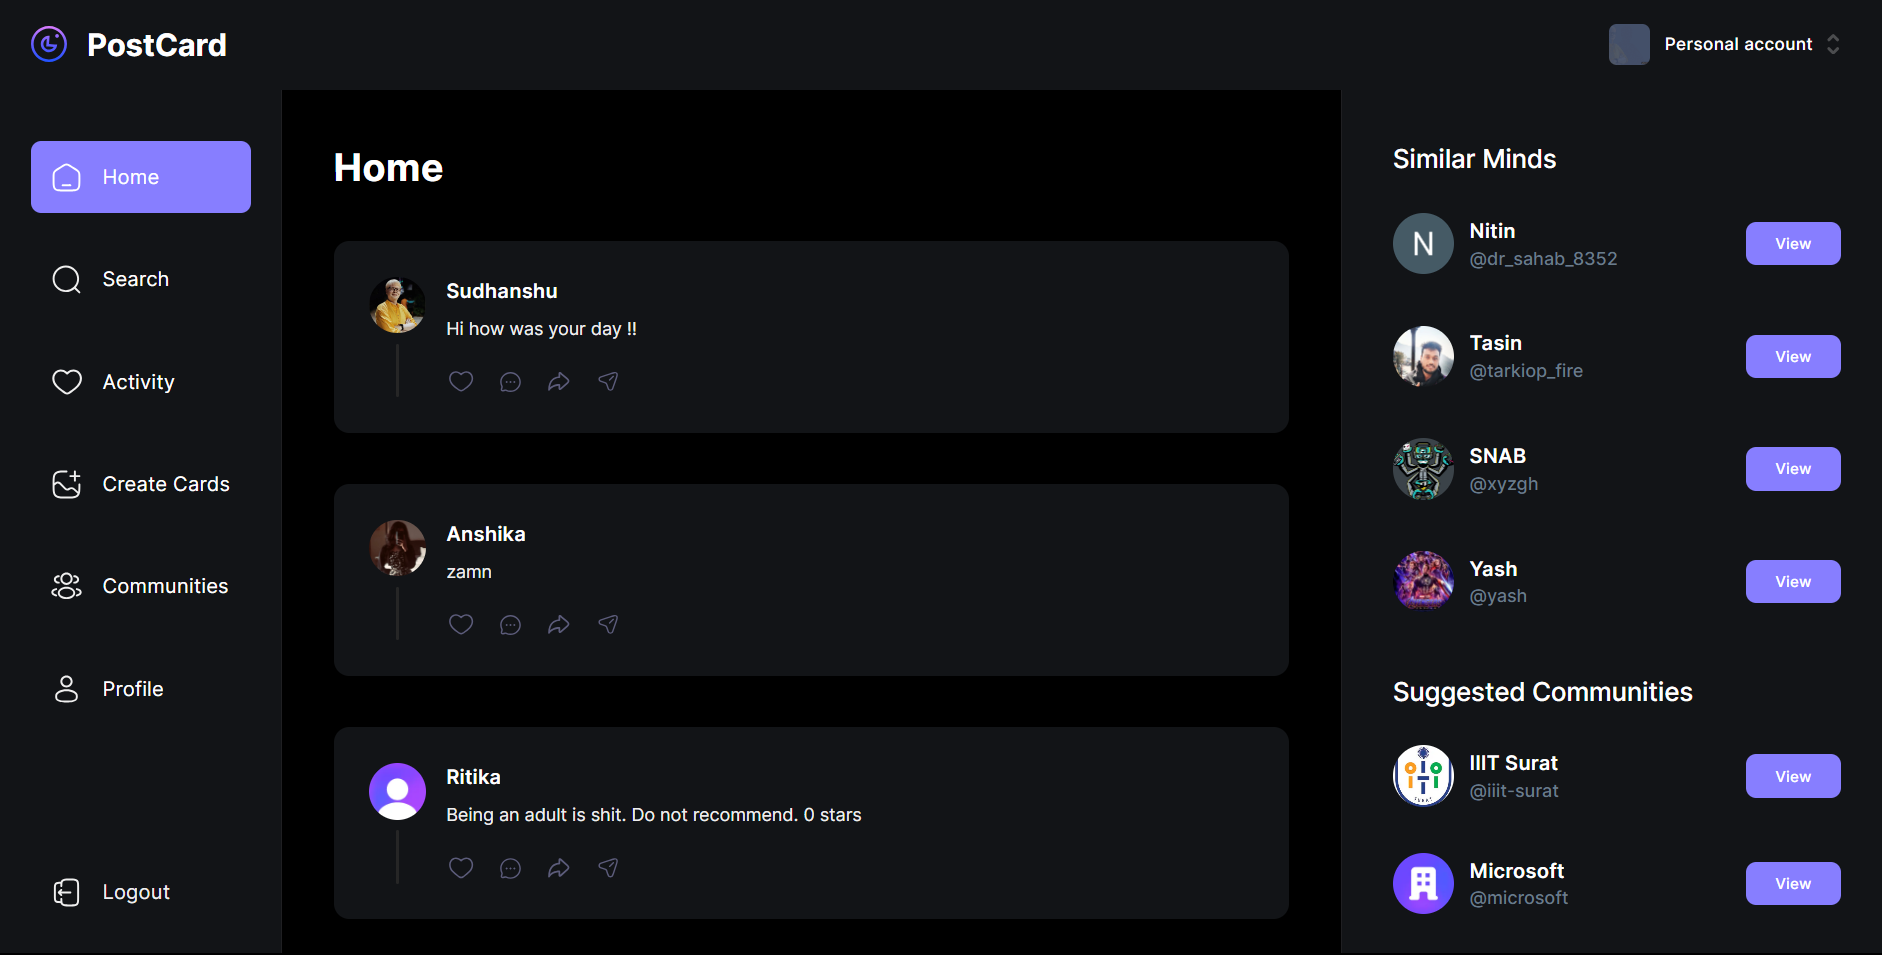 PostCard
Personal account
Home
Search
Activity
Create Cards
Communities
Profile
Logout
Home
Sudhanshu
Hi how was your day !!
Anshika
zamn
Ritika
Being an adult is shit. Do not recommend. 0 stars
Similar Minds
N
Nitin
@dr_sahab_8352
View
Tasin
@tarkiop_fire
View
SNAB
@xyzgh
View
Yash
@yash
View
Suggested Communities
SURAT
IIIT Surat
@iiit-surat
View
Microsoft
@microsoft
View